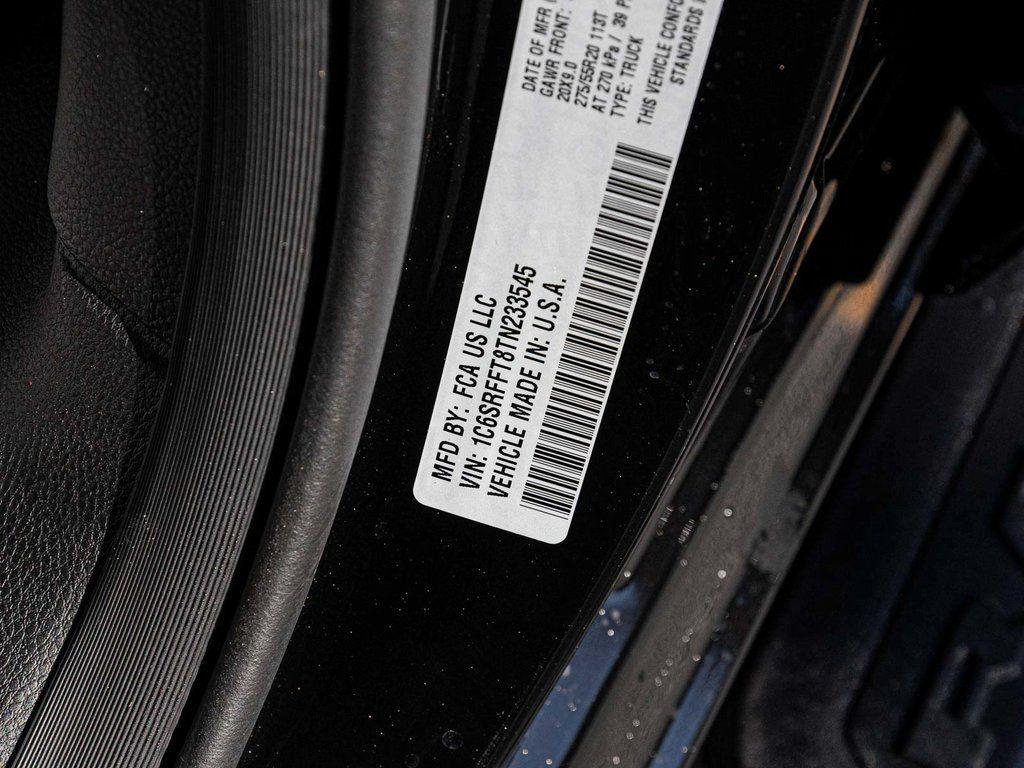 MFD BY: FCA US LLC
VIN: 1C6SRFFT8TN233545
VEHICLE MADE IN: U.S.A.
DATE OF MFR
GAWR FRONT:
20X9.0
275/55R20 113T
AT 270 kPa / 39
TYPE: TRUCK
THIS VEHICLE
STANDARDS